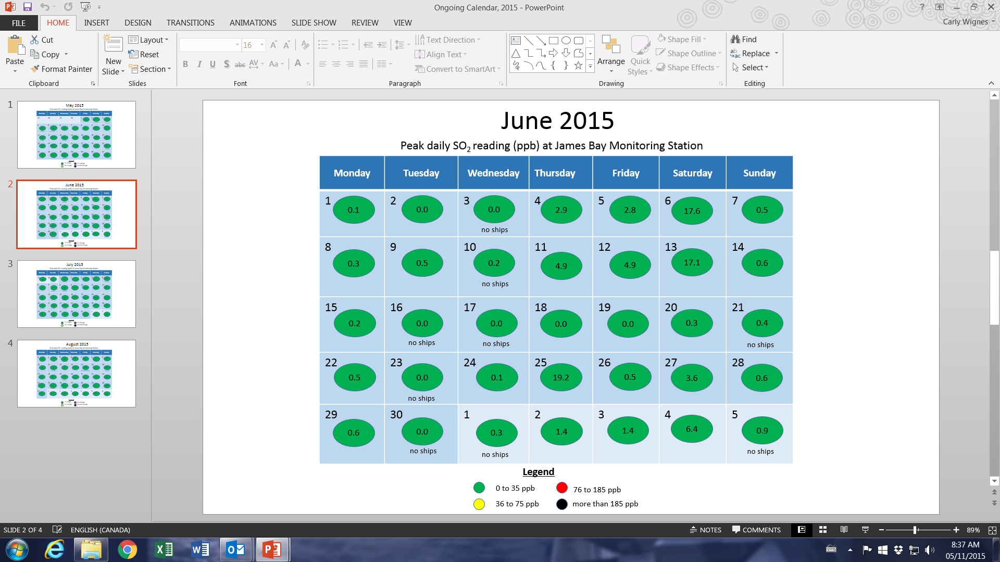 Ongoing Calendar, 2015 - PowerPoint
?
FILE HOME INSERT DESIGN TRANSITIONS ANIMATIONS SLIDE SHOW REVIEW VIEW
Carly Wignes
Paste
Cut
Copy
Format Painter
Clipboard
New Slide
Layout
Reset
Section
Slides
16
B I U S abc AV Aa A
Font
Text Direction
Align Text
Convert to SmartArt
Paragraph
Arrange
Quick Styles
Shape Fill
Shape Outline
Shape Effects
Drawing
Find
Replace
Select
Editing
1
May 2015
2
June 2015
3
July 2015
4
August 2015
June 2015
Peak daily SO2 reading (ppb) at James Bay Monitoring Station
Monday Tuesday Wednesday Thursday Friday Saturday Sunday
1 0.1 2 0.0 3 0.0 4 2.9 5 2.8 6 17.6 7 0.5
no ships
8 0.3 9 0.5 10 0.2 11 4.9 12 4.9 13 17.1 14 0.6
no ships
15 0.2 16 0.0 17 0.0 18 0.0 19 0.0 20 0.3 21 0.4
no ships no ships no ships
22 0.5 23 0.0 24 0.1 25 19.2 26 0.5 27 3.6 28 0.6
no ships
29 0.6 30 0.0 1 0.3 2 1.4 3 1.4 4 6.4 5 0.9
no ships no ships no ships
Legend
0 to 35 ppb 76 to 185 ppb
36 to 75 ppb more than 185 ppb
SLIDE 2 OF 4 ENGLISH (CANADA) NOTES COMMENTS 89%
8:37 AM
05/11/2015